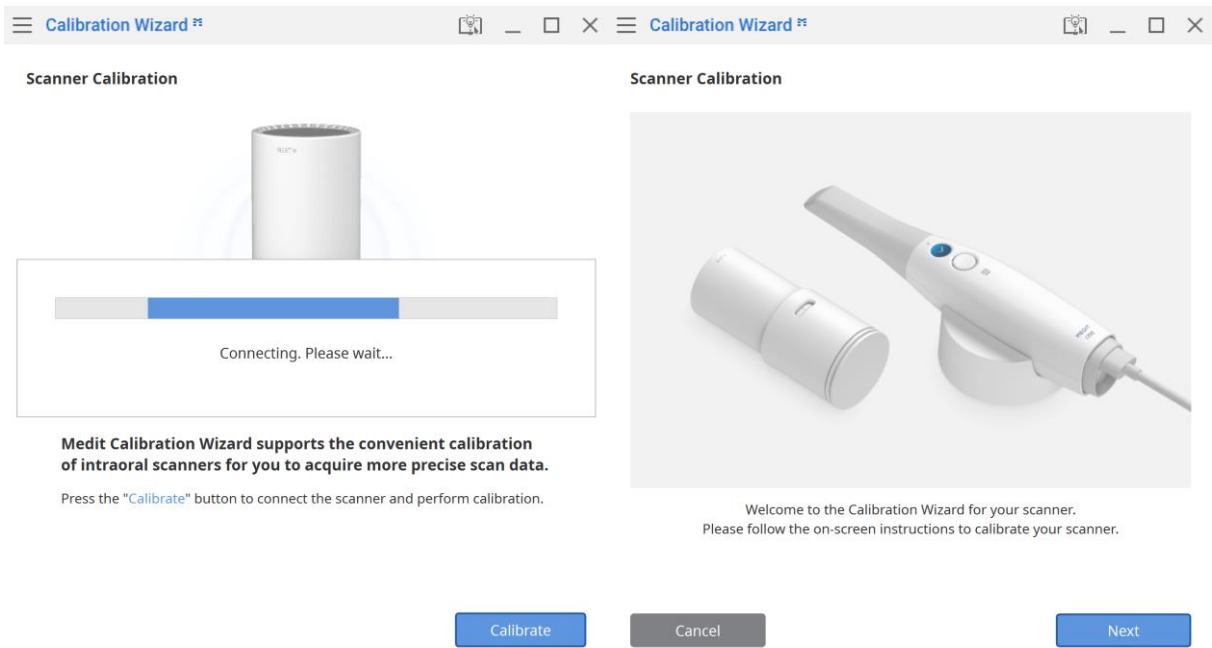 Calibration Wizard
Scanner Calibration
Connecting. Please wait...
Medit Calibration Wizard supports the convenient calibration
of intraoral scanners for you to acquire more precise scan data.
Press the "Calibrate" button to connect the scanner and perform calibration.
Calibrate
Calibration Wizard
Scanner Calibration
Welcome to the Calibration Wizard for your scanner.
Please follow the on-screen instructions to calibrate your scanner.
Cancel
Next